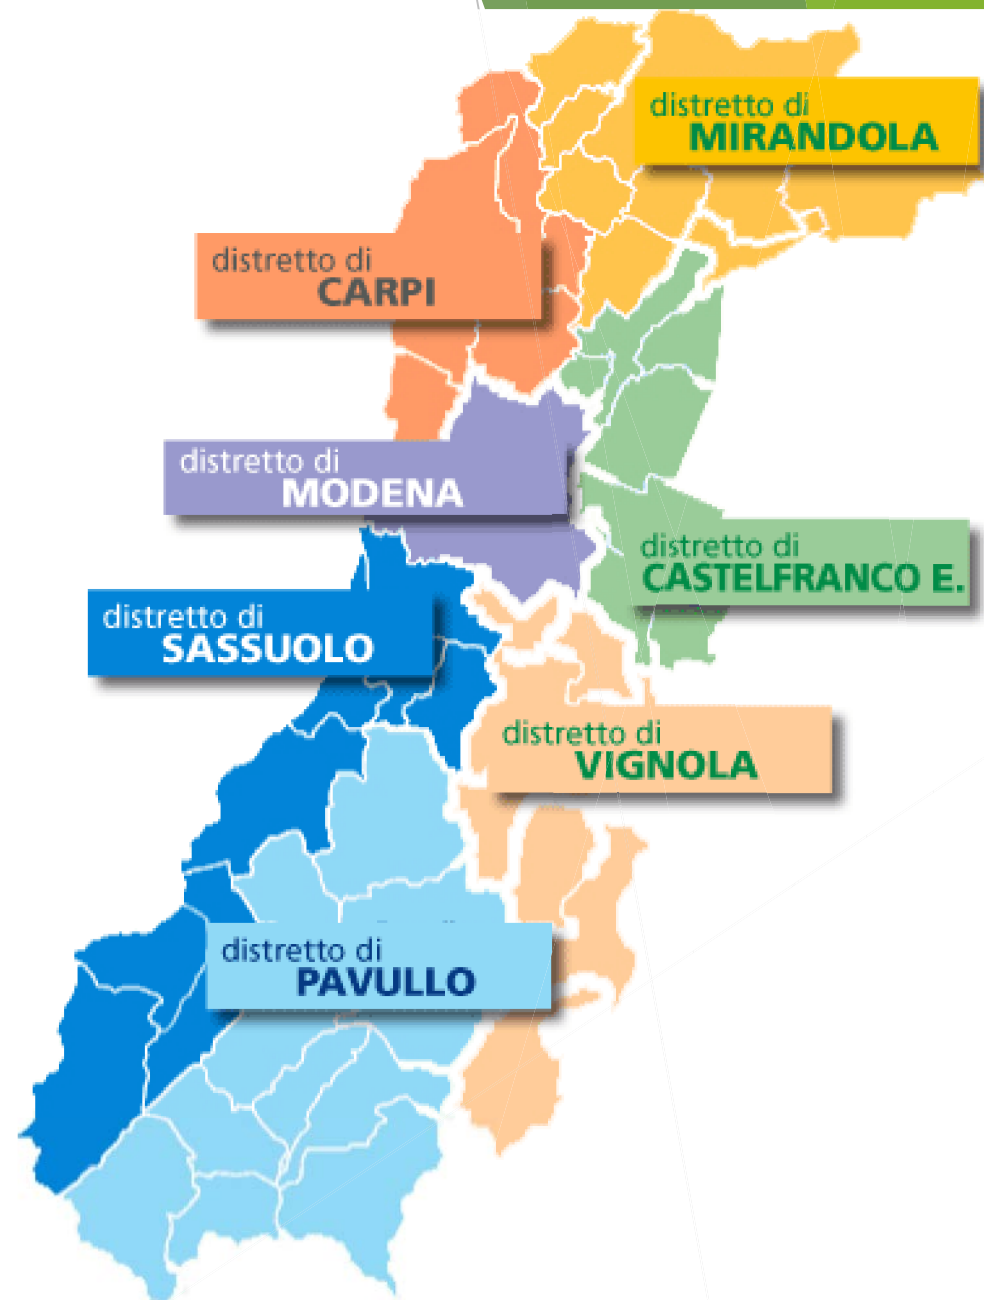 distretto di
MIRANDOLA
distretto di
CARPI
distretto di
MODENA
distretto di
CASTELFRANCO E.
distretto di
SASSUOLO
distretto di
VIGNOLA
distretto di
PAVULLO